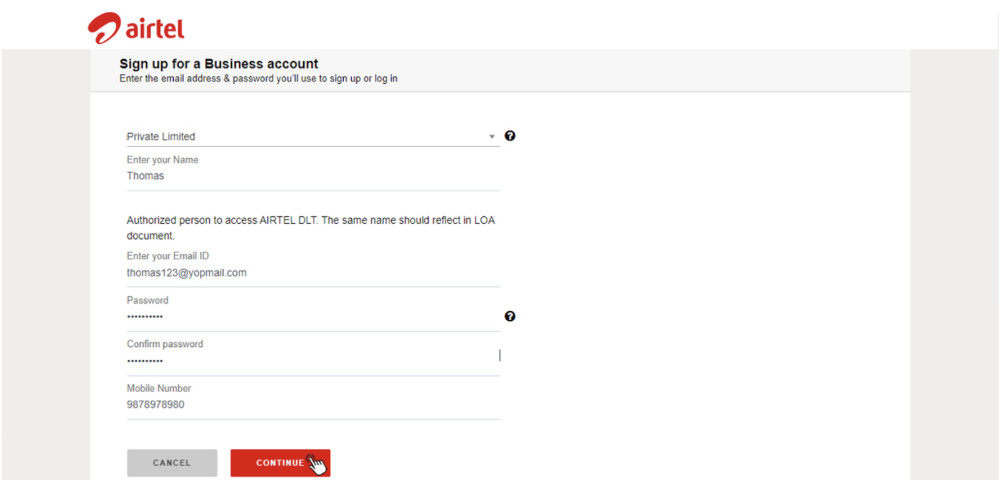 airtel
Sign up for a Business account
Enter the email address & password you'll use to sign up or log in
Private Limited
Enter your Name
Thomas
Authorized person to access AIRTEL DLT. The same name should reflect in LOA
document.
Enter your Email ID
thomas123@yopmail.com
Password
••••••••••
Confirm password
••••••••••
Mobile Number
9878978980
CANCEL CONTINUE